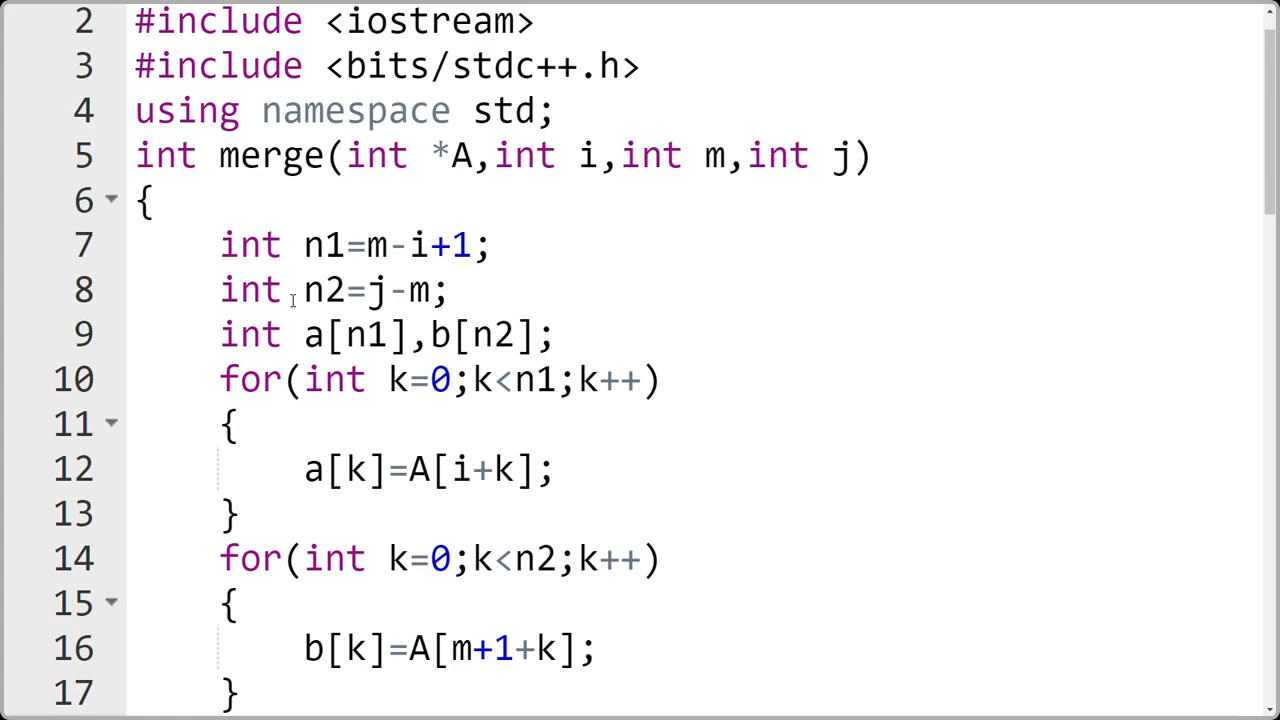 2 #include <iostream>
3 #include <bits/stdc++.h>
4 using namespace std;
5 int merge(int *A,int i,int m,int j)
6 {
7 int n1=m-i+1;
8 int n2=j-m;
9 int a[n1],b[n2];
10 for(int k=0;k<n1;k++)
11 {
12 a[k]=A[i+k];
13 }
14 for(int k=0;k<n2;k++)
15 {
16 b[k]=A[m+1+k];
17 }